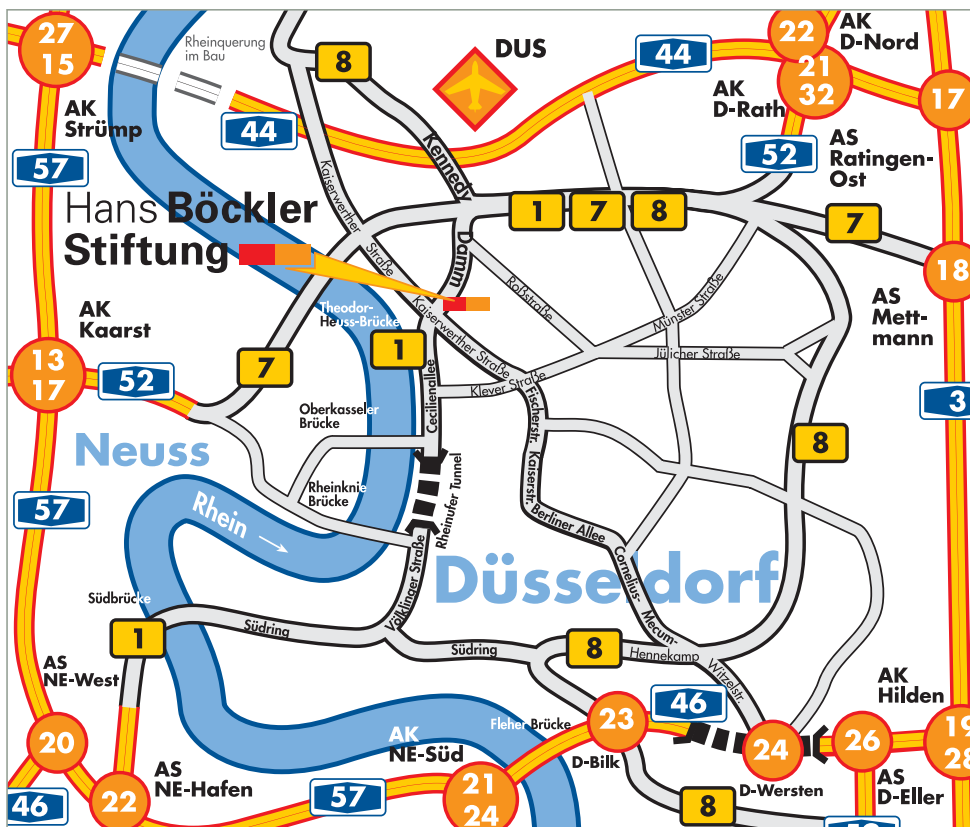 27
15
Rheinquerung
im Bau
8
DUS
44
22
AK
D-Nord
21
32
AK
D-Rath
17
AK
Strümp
44
52
AS
Ratingen-
Ost
57
Kennedy
Damm
Kaiserwerther
Straße
1
7
8
7
Hans Böckler
Stiftung
18
Roßstraße
Münster Straße
Theodor-
Heuss-Brücke
Kaiserwerther Straße
AS
Mett-
mann
AK
Kaarst
1
7
Jülicher Straße
13
17
52
Klever Straße
Cecilienallee
3
Oberkasseler
Brücke
Fischerstr.
Kaiserstr.
8
Neuss
Rheinknie
Brücke
Rheinufer Tunnel
57
Rhein
Berliner Allee
Düsseldorf
Cornelius-
Völklinger Straße
Südbrücke
1
Südring
Mecum-
Südring
8
Hennekamp
Witzelstr.
AS
NE-West
AK
Hilden
46
Fleher Brücke
23
20
AK
NE-Süd
24
26
19
28
D-Bilk
AS
NE-Hafen
46
22
57
21
24
D-Wersten
AS
D-Eller
8